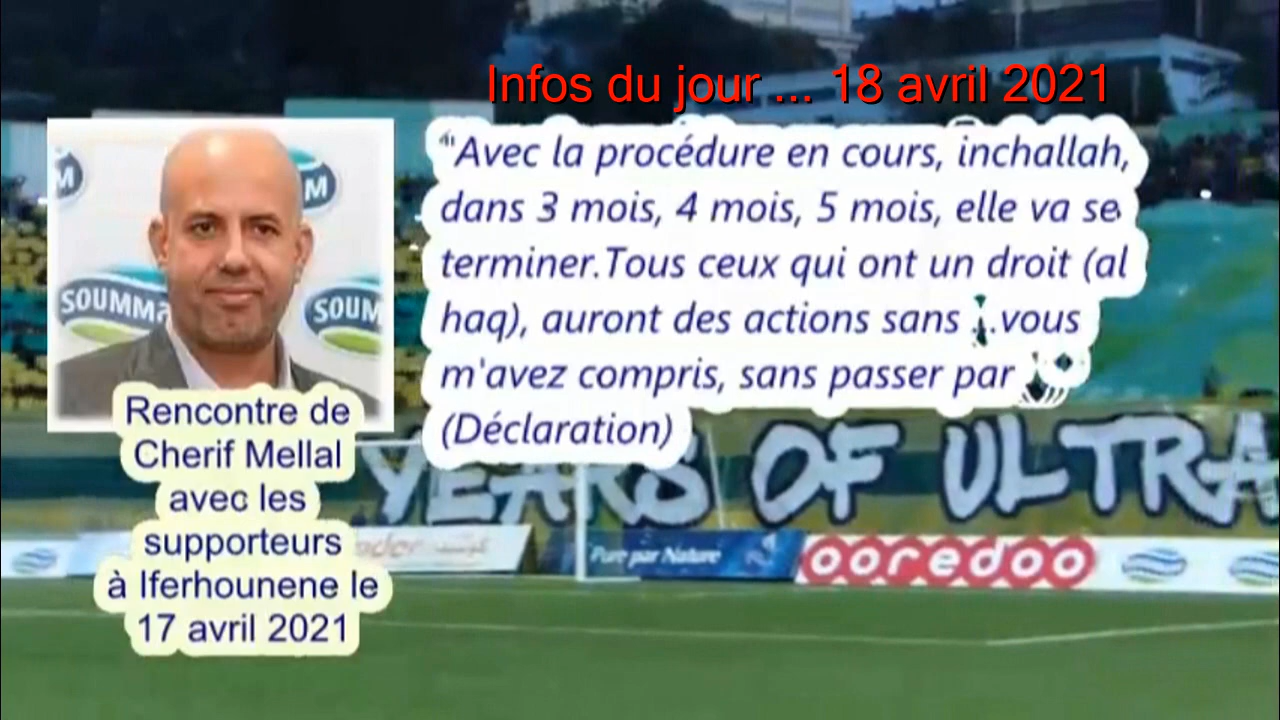 Infos du jour ... 18 avril 2021
"Avec la procédure en cours, inchallah,
dans 3 mois, 4 mois, 5 mois, elle va se
terminer.Tous ceux qui ont un droit (al
haq), auront des actions sans ...vous
m'avez compris, sans passer par
(Déclaration)
M
M
SOUMMA
SOUM
Rencontre de
Cherif Mellal
avec les
supporteurs
à Iferhounene le
17 avril 2021
YEARS OF ULTRA
Pure par Nature
ooredoo